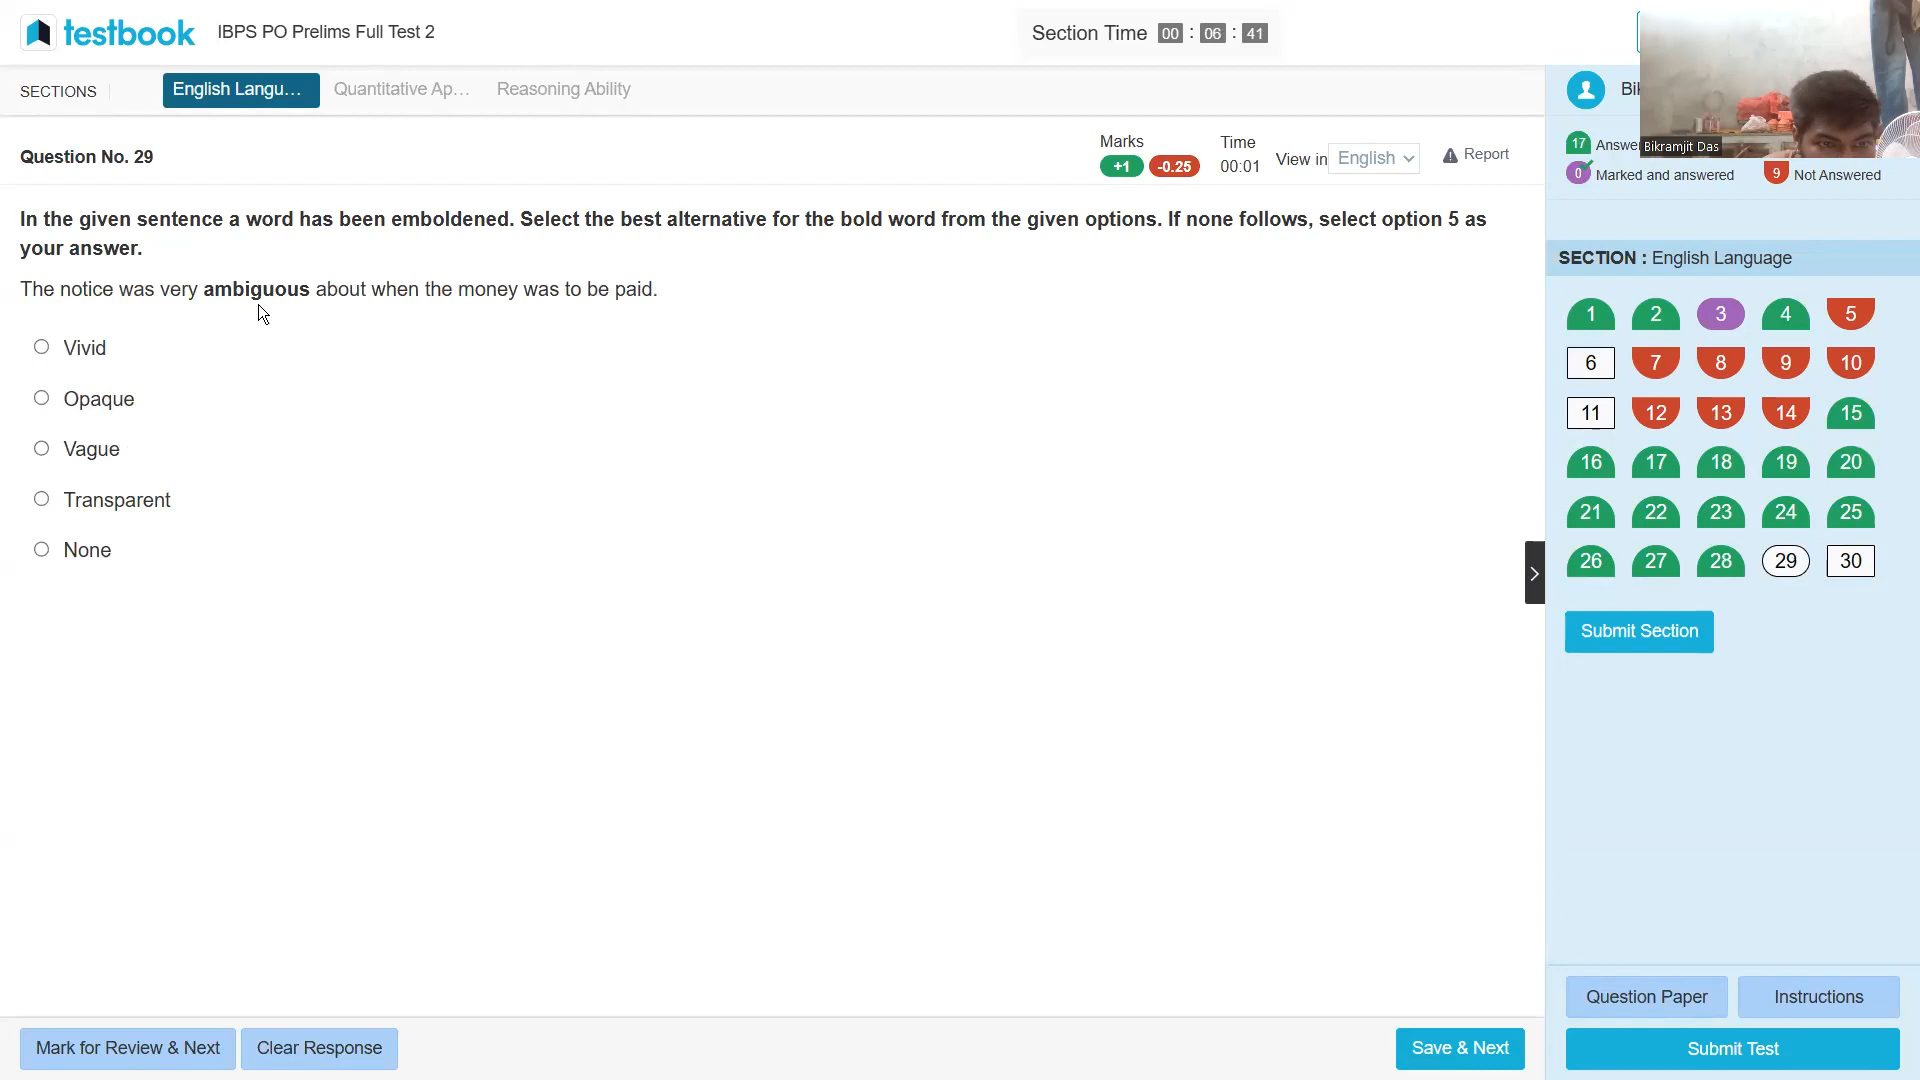 testbook IBPS PO Prelims Full Test 2 Section Time 00 : 06 : 41
SECTIONS English Langu... Quantitative Ap... Reasoning Ability
Question No. 29 Marks +1 -0.25 Time 00:01 View in English Report
In the given sentence a word has been emboldened. Select the best alternative for the bold word from the given options. If none follows, select option 5 as
your answer.
The notice was very ambiguous about when the money was to be paid.
Vivid
Opaque
Vague
Transparent
None
Mark for Review & Next Clear Response Save & Next
Bikramjit Das
17
0 Marked and answered 9 Not Answered
SECTION : English Language
1 2 3 4 5
6 7 8 9 10
11 12 13 14 15
16 17 18 19 20
21 22 23 24 25
26 27 28 29 30
Submit Section
Question Paper Instructions
Submit Test